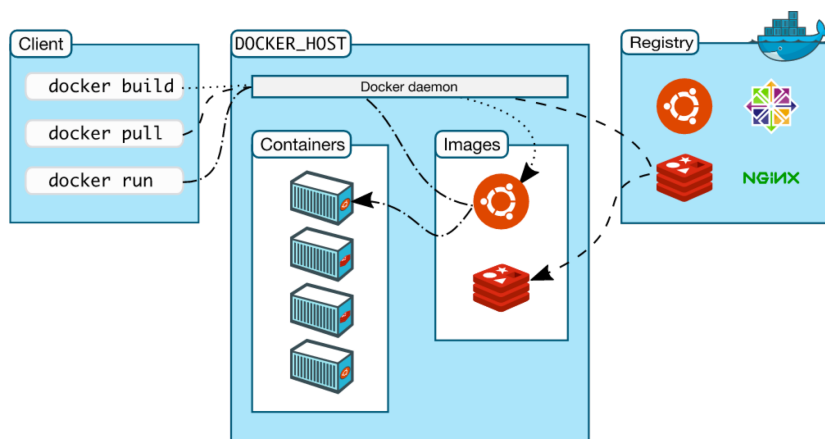 Client
docker build
docker pull
docker run
DOCKER_HOST
Docker daemon
Containers
Images
Registry
NGiNX